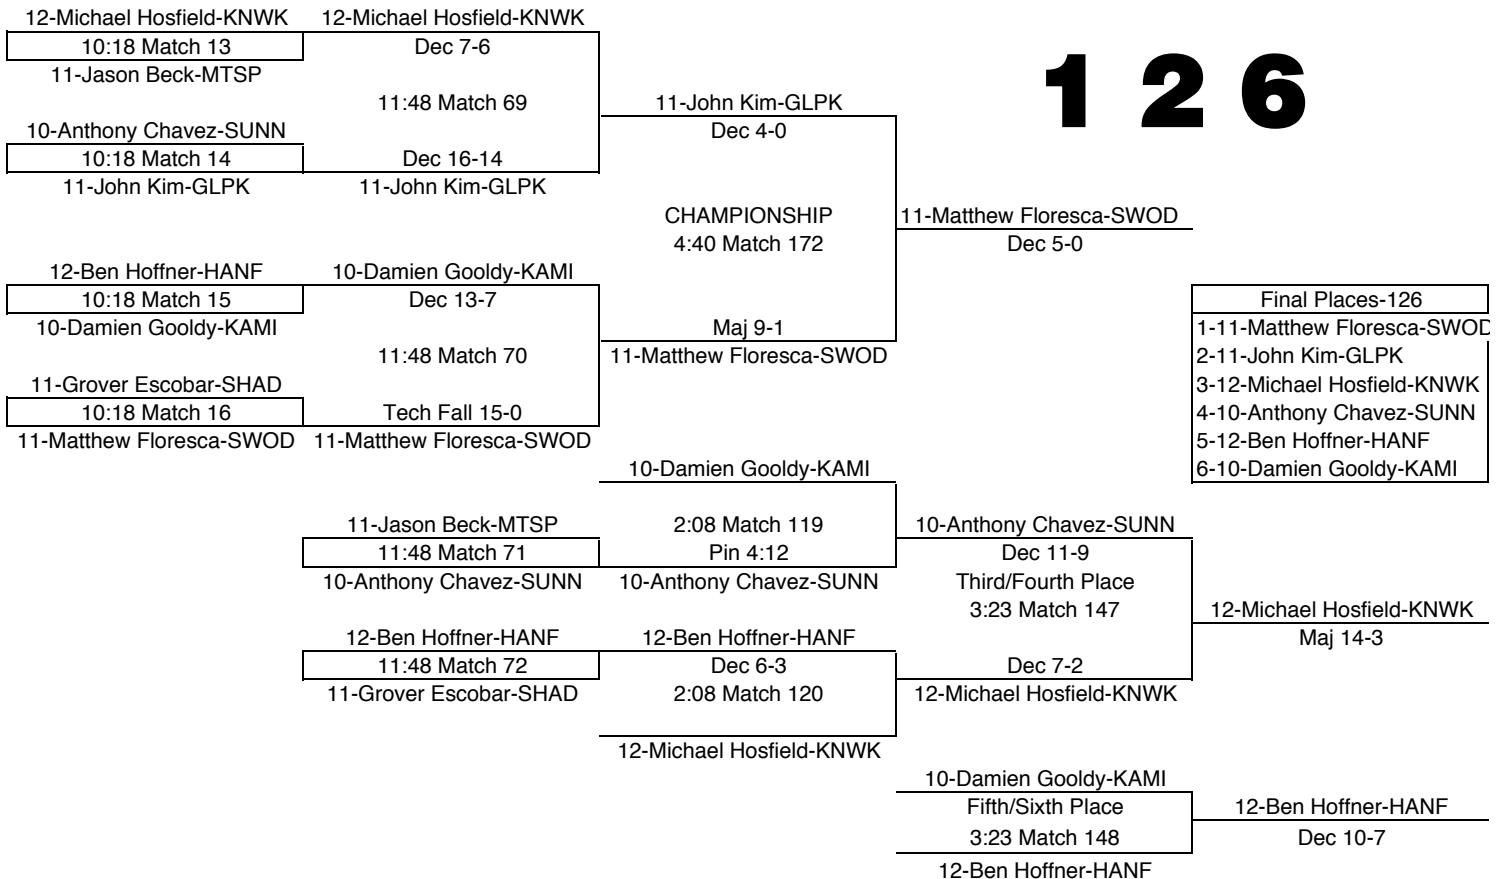 12-Michael Hosfield-KNWK 12-Michael Hosfield-KNWK
10:18 Match 13 Dec 7-6
11-Jason Beck-MTSP
1 2 6
11:48 Match 69 11-John Kim-GLPK
10-Anthony Chavez-SUNN Dec 4-0
10:18 Match 14 Dec 16-14
11-John Kim-GLPK 11-John Kim-GLPK
CHAMPIONSHIP 11-Matthew Floresca-SWOD
4:40 Match 172 Dec 5-0
12-Ben Hoffner-HANF 10-Damien Gooldy-KAMI
10:18 Match 15 Dec 13-7 Final Places-126
10-Damien Gooldy-KAMI Maj 9-1 1-11-Matthew Floresca-SWOD
11:48 Match 70 11-Matthew Floresca-SWOD 2-11-John Kim-GLPK
11-Grover Escobar-SHAD 3-12-Michael Hosfield-KNWK
10:18 Match 16 Tech Fall 15-0 4-10-Anthony Chavez-SUNN
11-Matthew Floresca-SWOD 11-Matthew Floresca-SWOD 5-12-Ben Hoffner-HANF
10-Damien Gooldy-KAMI 6-10-Damien Gooldy-KAMI
11-Jason Beck-MTSP 2:08 Match 119 10-Anthony Chavez-SUNN
11:48 Match 71 Pin 4:12 Dec 11-9
10-Anthony Chavez-SUNN 10-Anthony Chavez-SUNN Third/Fourth Place
3:23 Match 147 12-Michael Hosfield-KNWK
12-Ben Hoffner-HANF 12-Ben Hoffner-HANF Maj 14-3
11:48 Match 72 Dec 6-3 Dec 7-2
11-Grover Escobar-SHAD 2:08 Match 120 12-Michael Hosfield-KNWK
12-Michael Hosfield-KNWK
10-Damien Gooldy-KAMI
Fifth/Sixth Place 12-Ben Hoffner-HANF
3:23 Match 148 Dec 10-7
12-Ben Hoffner-HANF